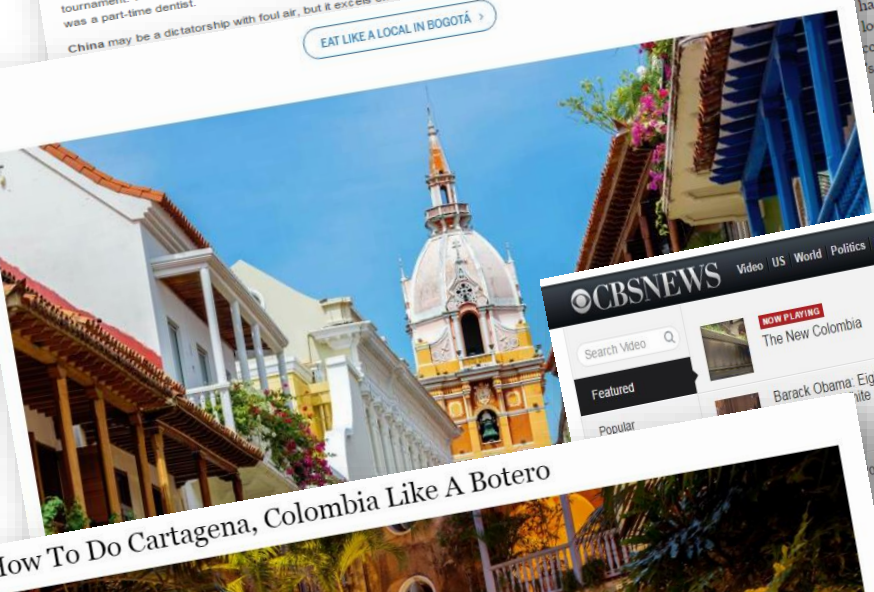 tournament.
was a part-time dentist.
China may be a dictatorship with foul air, but it excels
EAT LIKE A LOCAL IN BOGOTÁ >
CBSNEWS
Video US World Politics
Search Video
NOW PLAYING
The New Colombia
Featured
Barack Obama: Eig
Popular
How To Do Cartagena, Colombia Like A Botero